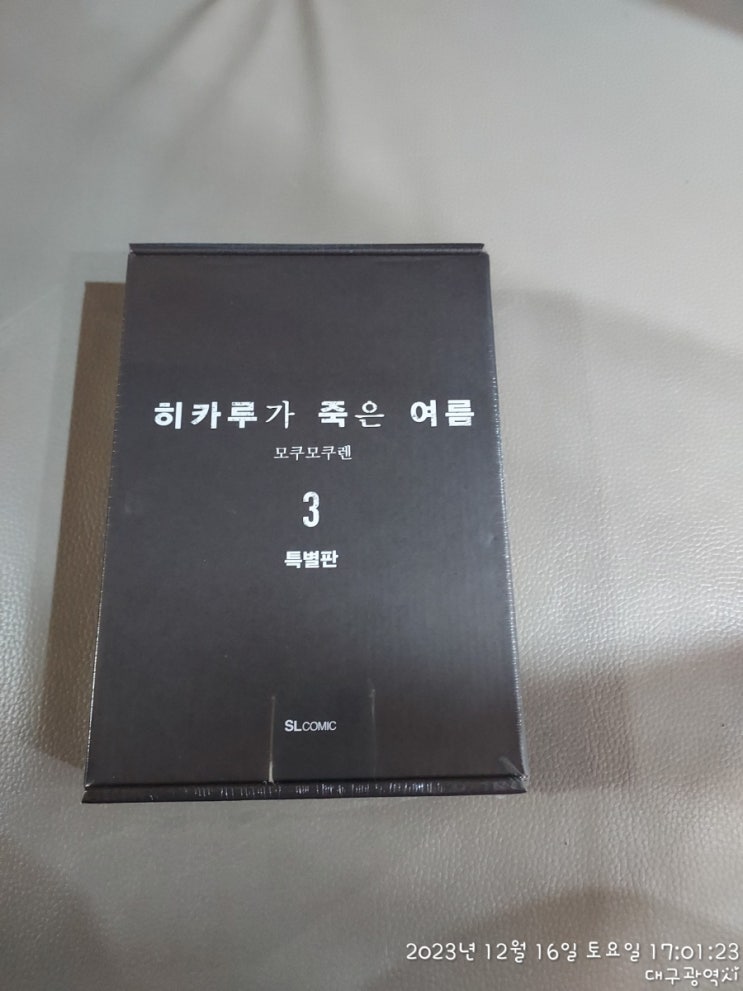 히카루가 죽은 여름
모쿠모쿠렌
3
특별판
SL COMIC
2023년 12월 16일 토요일 17:01:23
대구광역시